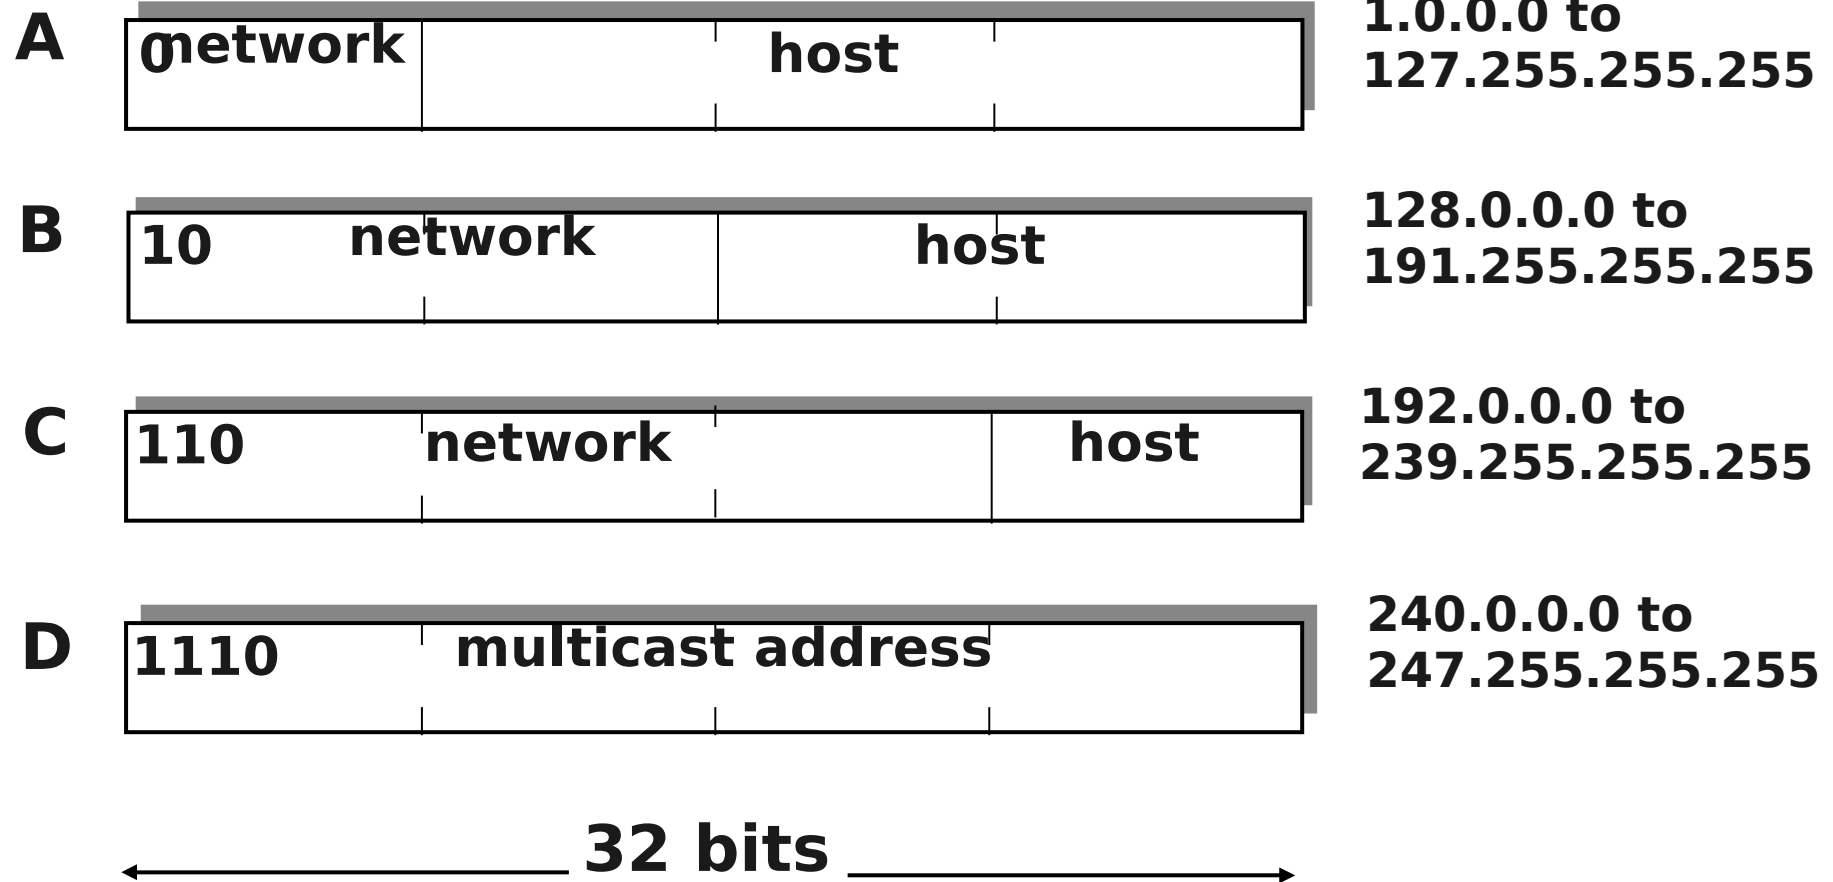 A 0 network host 1.0.0.0 to
127.255.255.255
B 10 network host 128.0.0.0 to
191.255.255.255
C 110 network host 192.0.0.0 to
239.255.255.255
D 1110 multicast address 240.0.0.0 to
247.255.255.255
32 bits